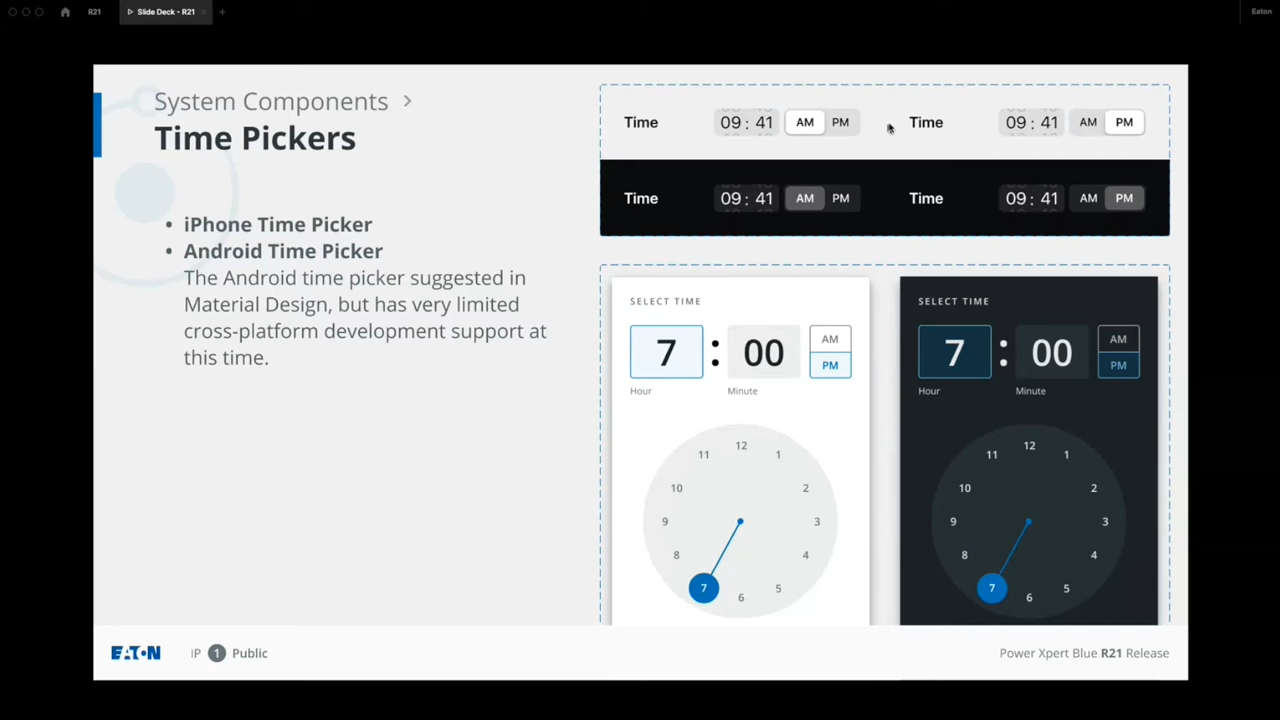 R21
Slide Deck - R21
Eaton
System Components
Time Pickers
• iPhone Time Picker
• Android Time Picker
The Android time picker suggested in
Material Design, but has very limited
cross-platform development support at
this time.
Time 09 : 41 AM PM
Time 09 : 41 AM PM
Time 09 : 41 AM PM
Time 09 : 41 AM PM
SELECT TIME
7 : 00 AM
PM
Hour Minute
12
11 1
10 2
9 3
8 4
7 5
6
SELECT TIME
7 : 00 AM
PM
Hour Minute
12
11 1
10 2
9 3
8 4
7 5
6
EATON
IP 1 Public
Power Xpert Blue R21 Release